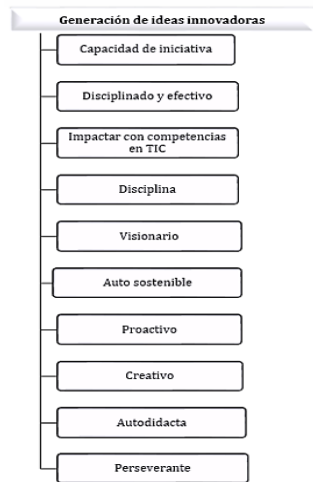 Generación de ideas innovadoras
Capacidad de iniciativa
Disciplinado y efectivo
Impactar con competencias
en TIC
Disciplina
Visionario
Auto sostenible
Proactivo
Creativo
Autodidacta
Perseverante